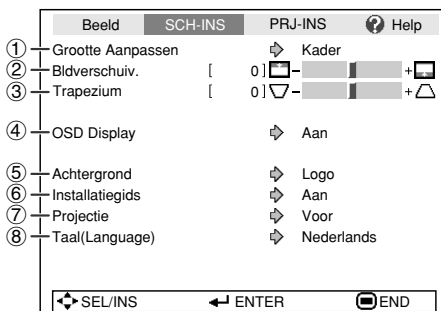 Beeld SCH-INS PRJ-INS ? Help
① Grootte Aanpassen Kader
② Bldverschuiv. [ 0 ] - +
③ Trapezium [ 0 ] - +
④ OSD Display Aan
⑤ Achtergrond Logo
⑥ Installatiegids Aan
⑦ Projectie Voor
⑧ Taal(Language) Nederlands
SEL/INS ENTER END